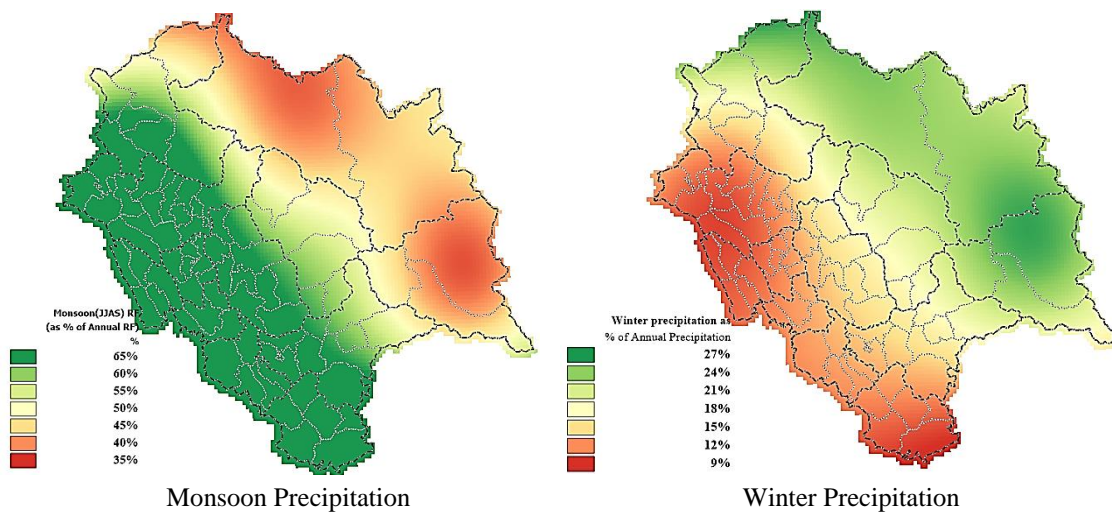 Monsoon(JJAS) RF
(as % of Annual RF)
%
65%
60%
55%
50%
45%
40%
35%
Monsoon Precipitation
Winter precipitation as
% of Annual Precipitation
27%
24%
21%
18%
15%
12%
9%
Winter Precipitation